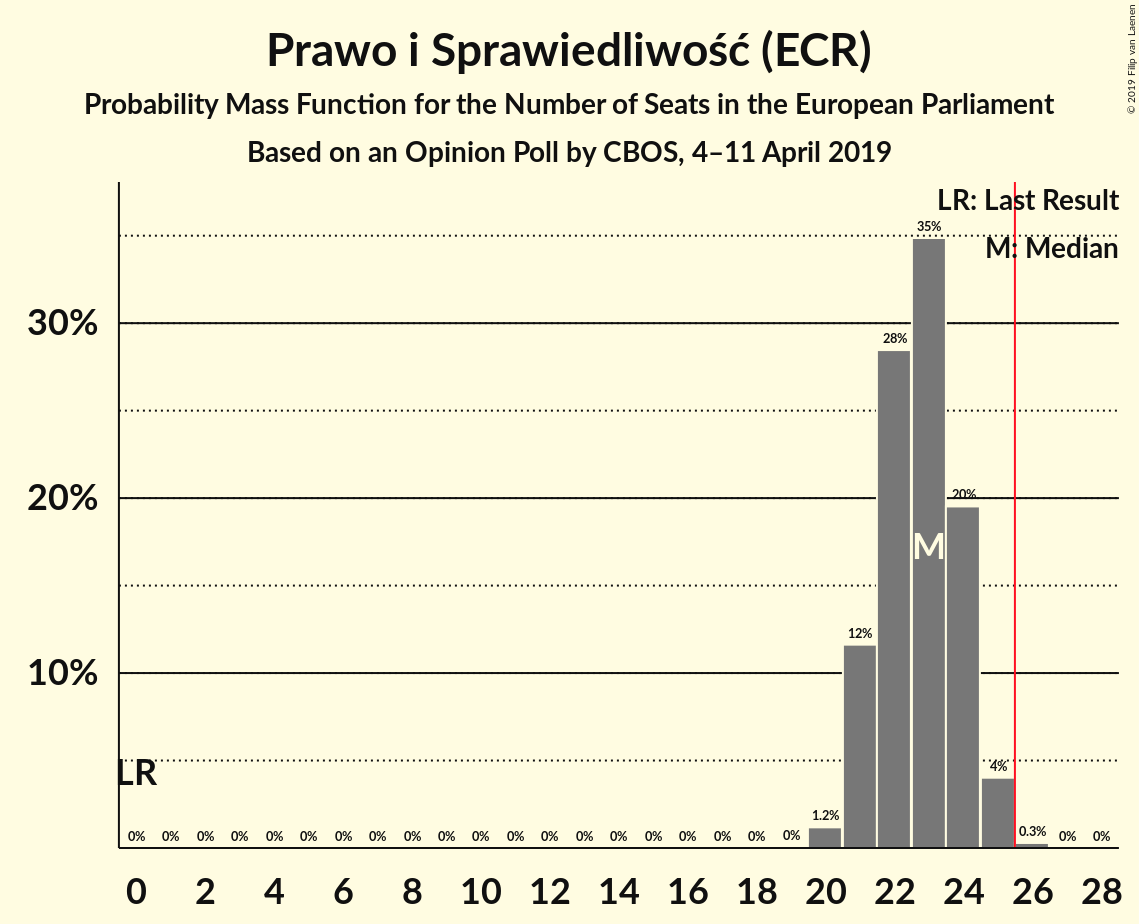 Prawo i Sprawiedliwość (ECR)
Probability Mass Function for the Number of Seats in the European Parliament
Based on an Opinion Poll by CBOS, 4–11 April 2019
© 2019 Filip van Laenen
LR: Last Result
M: Median
35%
30%
28%
20%
20%
M
12%
10%
LR
4%
0% 0% 0% 0% 0% 0% 0% 0% 0% 0% 0% 0% 0% 0% 0% 0% 0% 0% 0% 0% 1.2% 0.3% 0% 0%
0 2 4 6 8 10 12 14 16 18 20 22 24 26 28